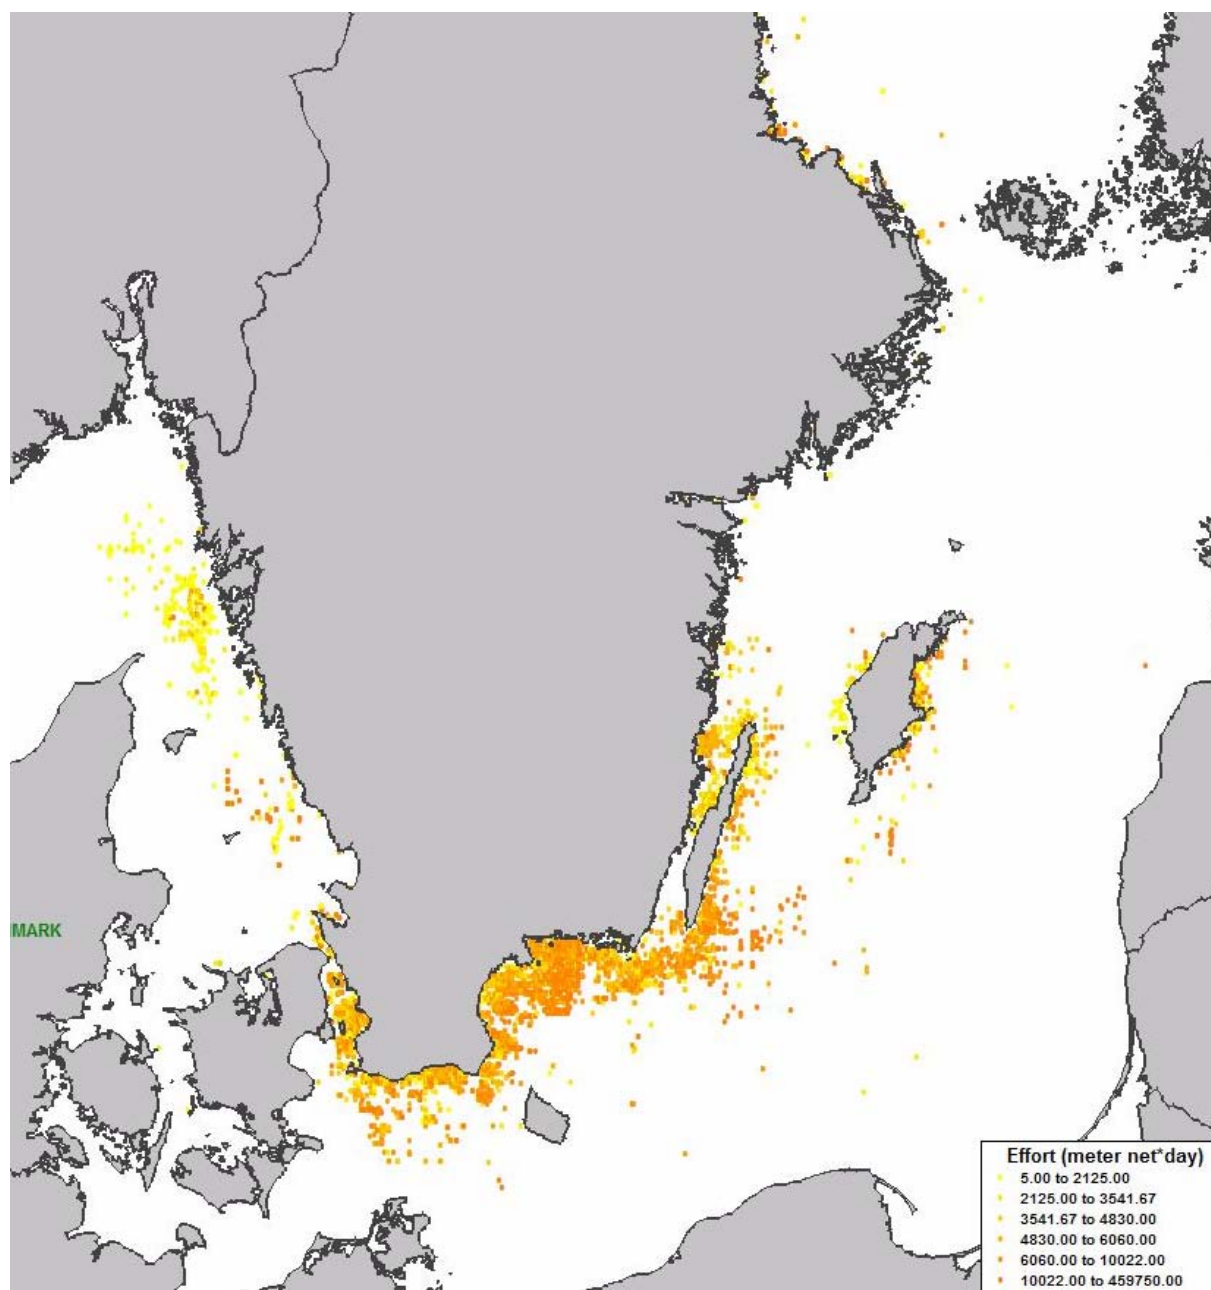 MARK
Effort (meter net*day)
5.00 to 2125.00
2125.00 to 3541.67
3541.67 to 4830.00
4830.00 to 6060.00
6060.00 to 10022.00
10022.00 to 459750.00